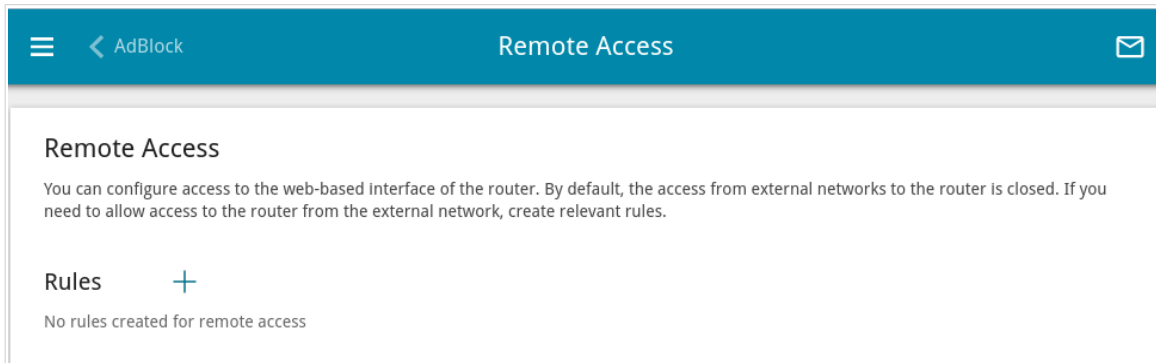 AdBlock
Remote Access
Remote Access
You can configure access to the web-based interface of the router. By default, the access from external networks to the router is closed. If you
need to allow access to the router from the external network, create relevant rules.
Rules
No rules created for remote access